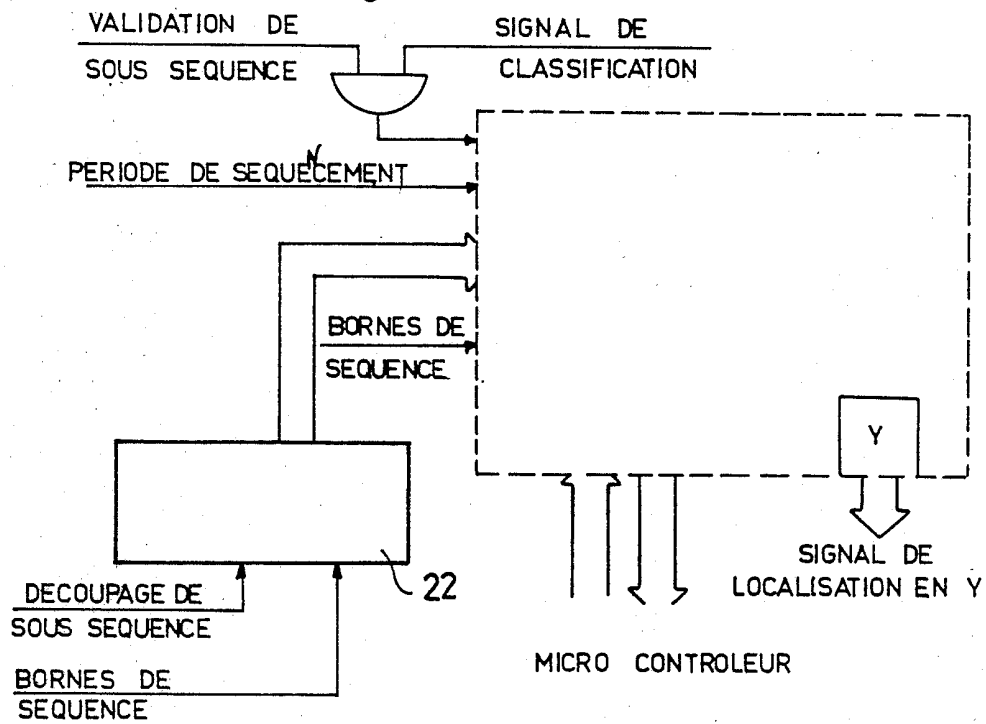 VALIDATION DE
SOUS SEQUENCE
SIGNAL DE
CLASSIFICATION
PERIODE DE SEQUENCEMENT
BORNES DE
SEQUENCE
Y
22
DECOUPAGE DE
SOUS SEQUENCE
BORNES DE
SEQUENCE
SIGNAL DE
LOCALISATION EN Y
MICRO CONTROLEUR